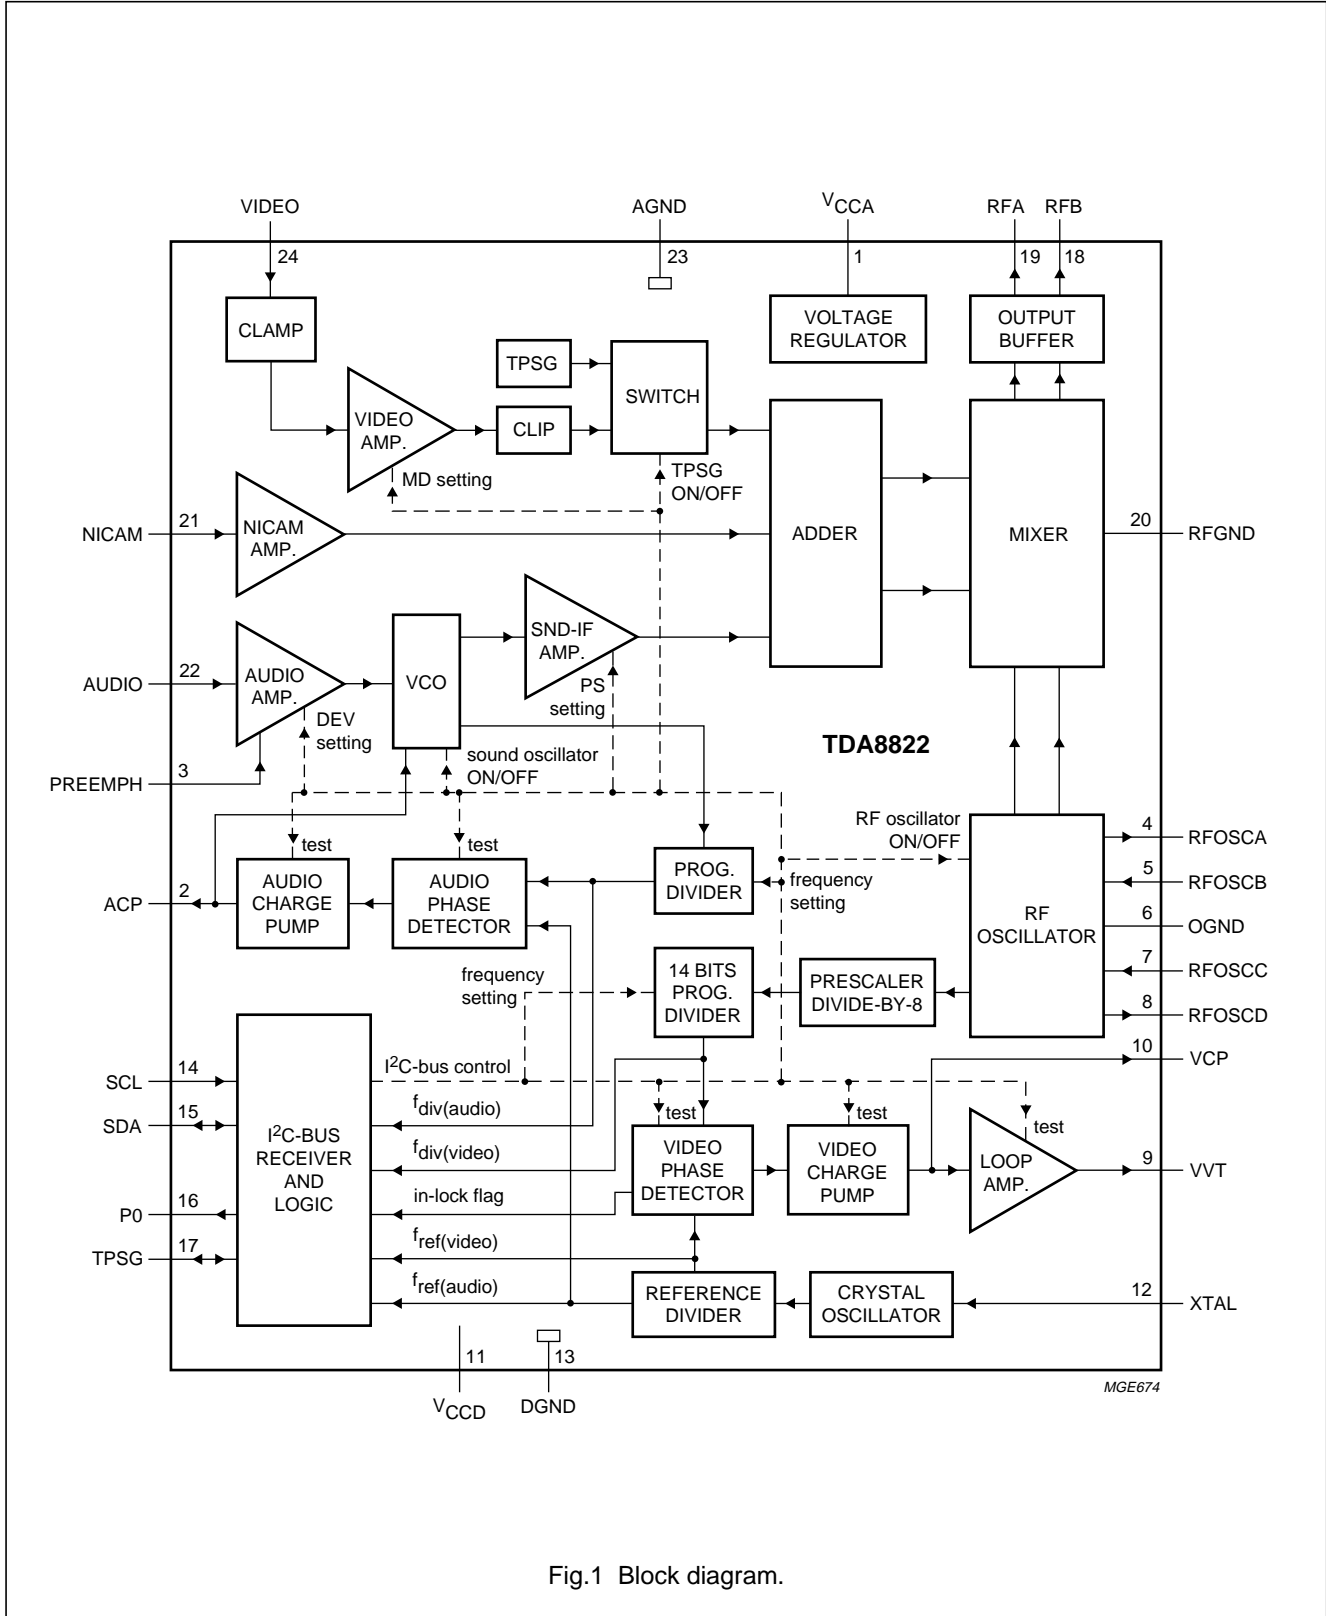 VIDEO
AGND
VCCA
RFA
RFB
24
23
1
19
18
CLAMP
VOLTAGE
REGULATOR
OUTPUT
BUFFER
TPSG
SWITCH
VIDEO
AMP.
CLIP
MD setting
TPSG
ON/OFF
NICAM
21
NICAM
AMP.
ADDER
MIXER
20
RFGND
SND-IF
AMP.
AUDIO
22
AUDIO
AMP.
VCO
PS
setting
DEV
setting
TDA8822
PREEMPH
3
sound oscillator
ON/OFF
RF oscillator
ON/OFF
4
RFOSCA
test
test
ACP
2
AUDIO
CHARGE
PUMP
AUDIO
PHASE
DETECTOR
PROG.
DIVIDER
frequency
setting
5
RFOSCB
RF
OSCILLATOR
6
OGND
frequency
setting
14 BITS
PROG.
DIVIDER
PRESCALER
DIVIDE-BY-8
7
RFOSCC
8
RFOSCD
10
VCP
SCL
14
I2C-bus control
SDA
15
I2C-BUS
RECEIVER
AND
LOGIC
fdiv(audio)
test
test
test
fdiv(video)
VIDEO
PHASE
DETECTOR
VIDEO
CHARGE
PUMP
LOOP
AMP.
9
VVT
P0
16
in-lock flag
TPSG
17
fref(video)
fref(audio)
REFERENCE
DIVIDER
CRYSTAL
OSCILLATOR
12
XTAL
11
13
VCCD
DGND
MGE674
Fig.1 Block diagram.